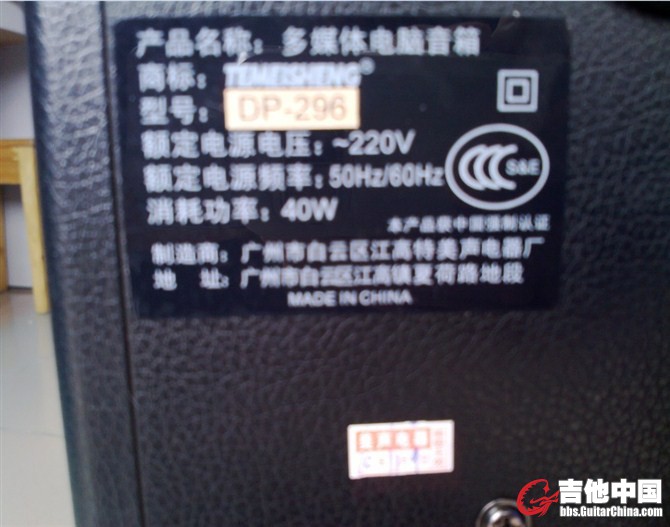 产品名称：多媒体电脑音箱
商标：TEMEISHENG®
型号：DP-296
额定电源电压：~220V
额定电源频率：50Hz/60Hz
CCC S&E
消耗功率：40W
本产品获中国强制认证
制造商：广州市白云区江高特美声电器厂
地 址：广州市白云区江高镇夏荷路地段
MADE IN CHINA
吉他中国
bbs.GuitarChina.com